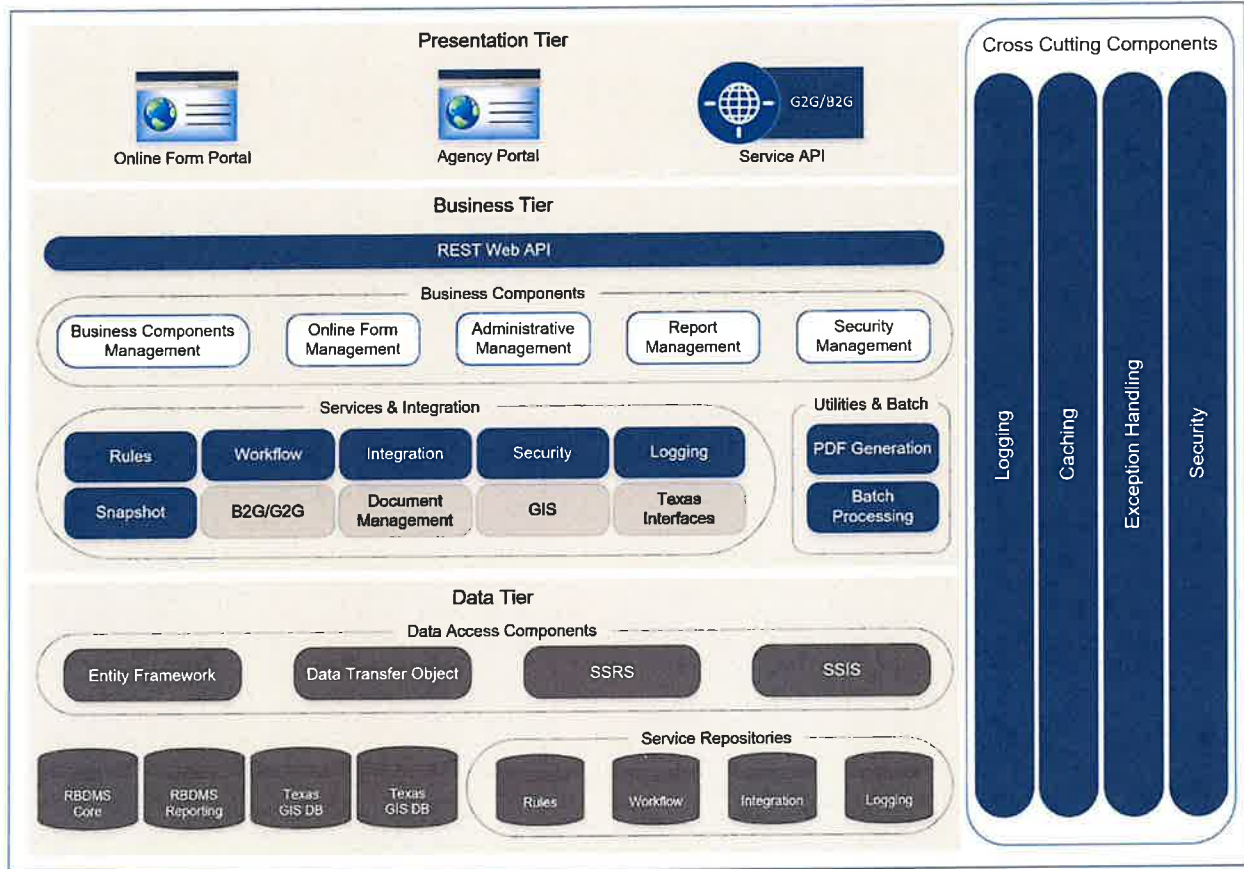 Presentation Tier
Online Form Portal
Agency Portal
G2G/B2G
Service API
Business Tier
REST Web API
Business Components
Business Components
Management
Online Form
Management
Administrative
Management
Report
Management
Security
Management
Services & Integration
Rules
Workflow
Integration
Security
Logging
Snapshot
B2G/G2G
Document
Management
GIS
Texas
Interfaces
Utilities & Batch
PDF Generation
Batch
Processing
Data Tier
Data Access Components
Entity Framework
Data Transfer Object
SSRS
SSIS
RBDMS
Core
RBDMS
Reporting
Texas
GIS DB
Texas
GIS DB
Service Repositories
Rules
Workflow
Integration
Logging
Cross Cutting Components
Logging
Caching
Exception Handling
Security